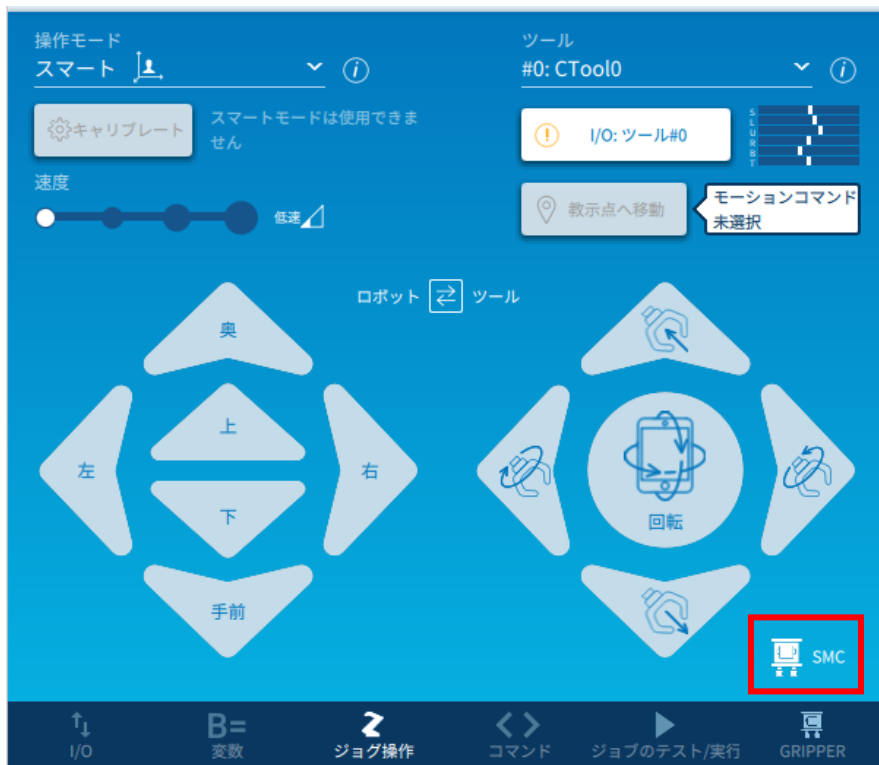 操作モード
スマート
キャリブレート
スマートモードは使用できま
せん
速度
低速
ツール
#0: CTool0
I/O: ツール#0
S
L
U
R
B
T
教示点へ移動
モーションコマンド
未選択
ロボット
ツール
奥
上
左
右
下
手前
回転
SMC
I/O
B=
変数
ジョグ操作
コマンド
ジョブのテスト/実行
GRIPPER